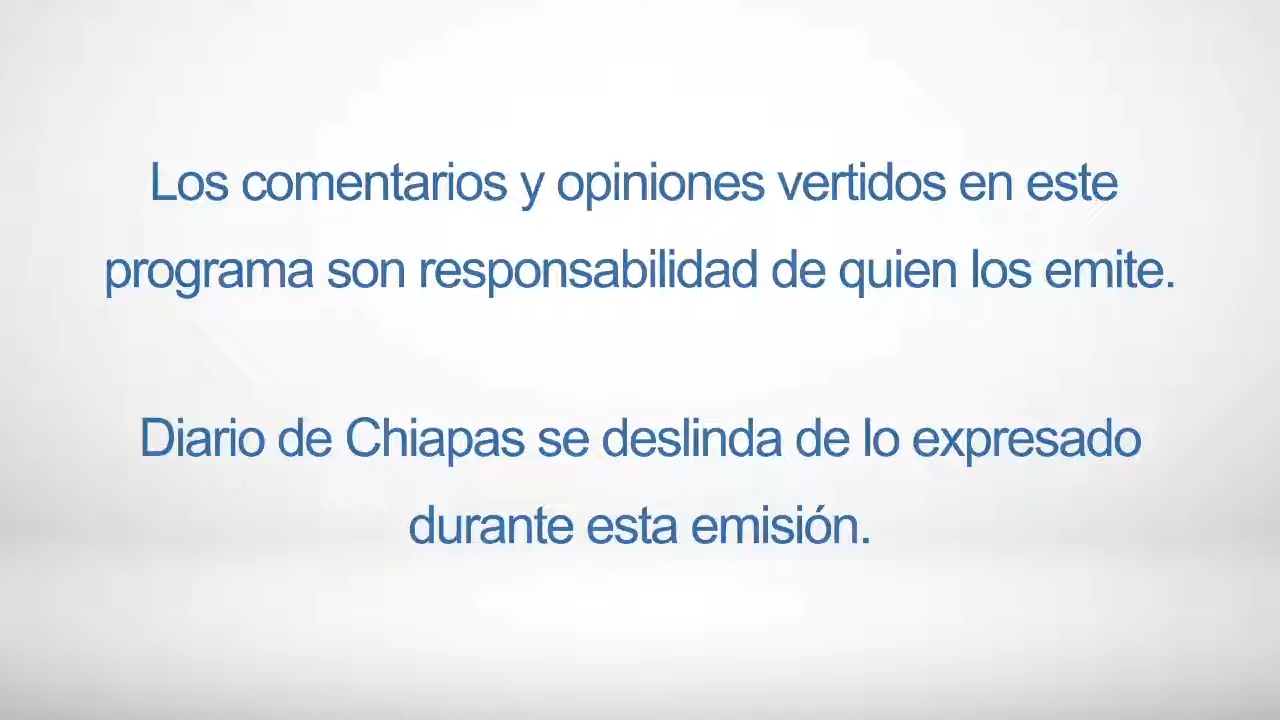 Los comentarios y opiniones vertidos en este
programa son responsabilidad de quien los emite.
Diario de Chiapas se deslinda de lo expresado
durante esta emisión.